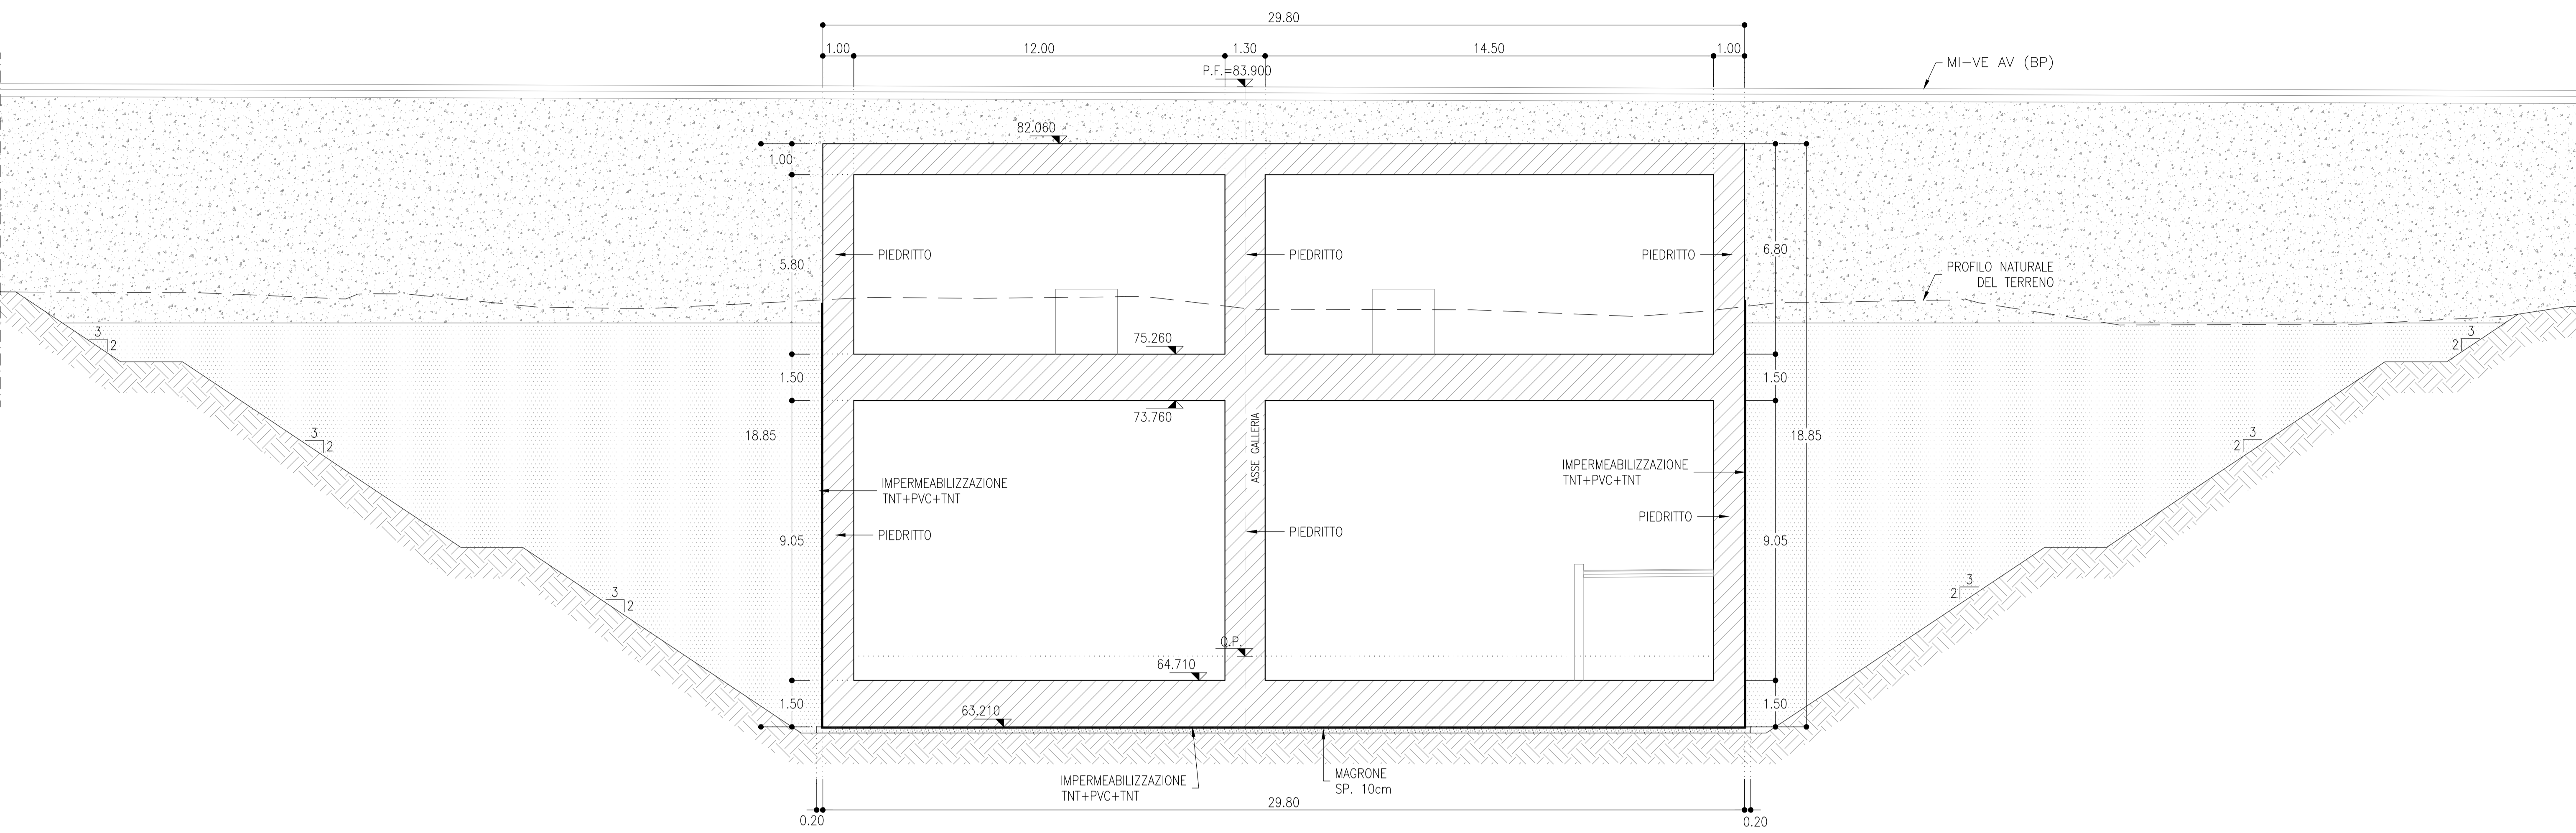 29.80
1.00
12.00
1.30
14.50
1.00
P.F.=83.900
MI-VE AV (BP)
82.060
1.00
5.80
PIEDRITTO
PIEDRITTO
PIEDRITTO
6.80
PROFILO NATURALE
DEL TERRENO
3
2
3
2
75.260
1.50
1.50
73.760
18.85
18.85
ASSE GALLERIA
3
2
3
2
IMPERMEABILIZZAZIONE
TNT+PVC+TNT
IMPERMEABILIZZAZIONE
TNT+PVC+TNT
PIEDRITTO
PIEDRITTO
PIEDRITTO
9.05
9.05
3
2
3
2
Q.P.
64.710
1.50
1.50
63.210
IMPERMEABILIZZAZIONE
TNT+PVC+TNT
MAGRONE
SP. 10cm
29.80
0.20
0.20